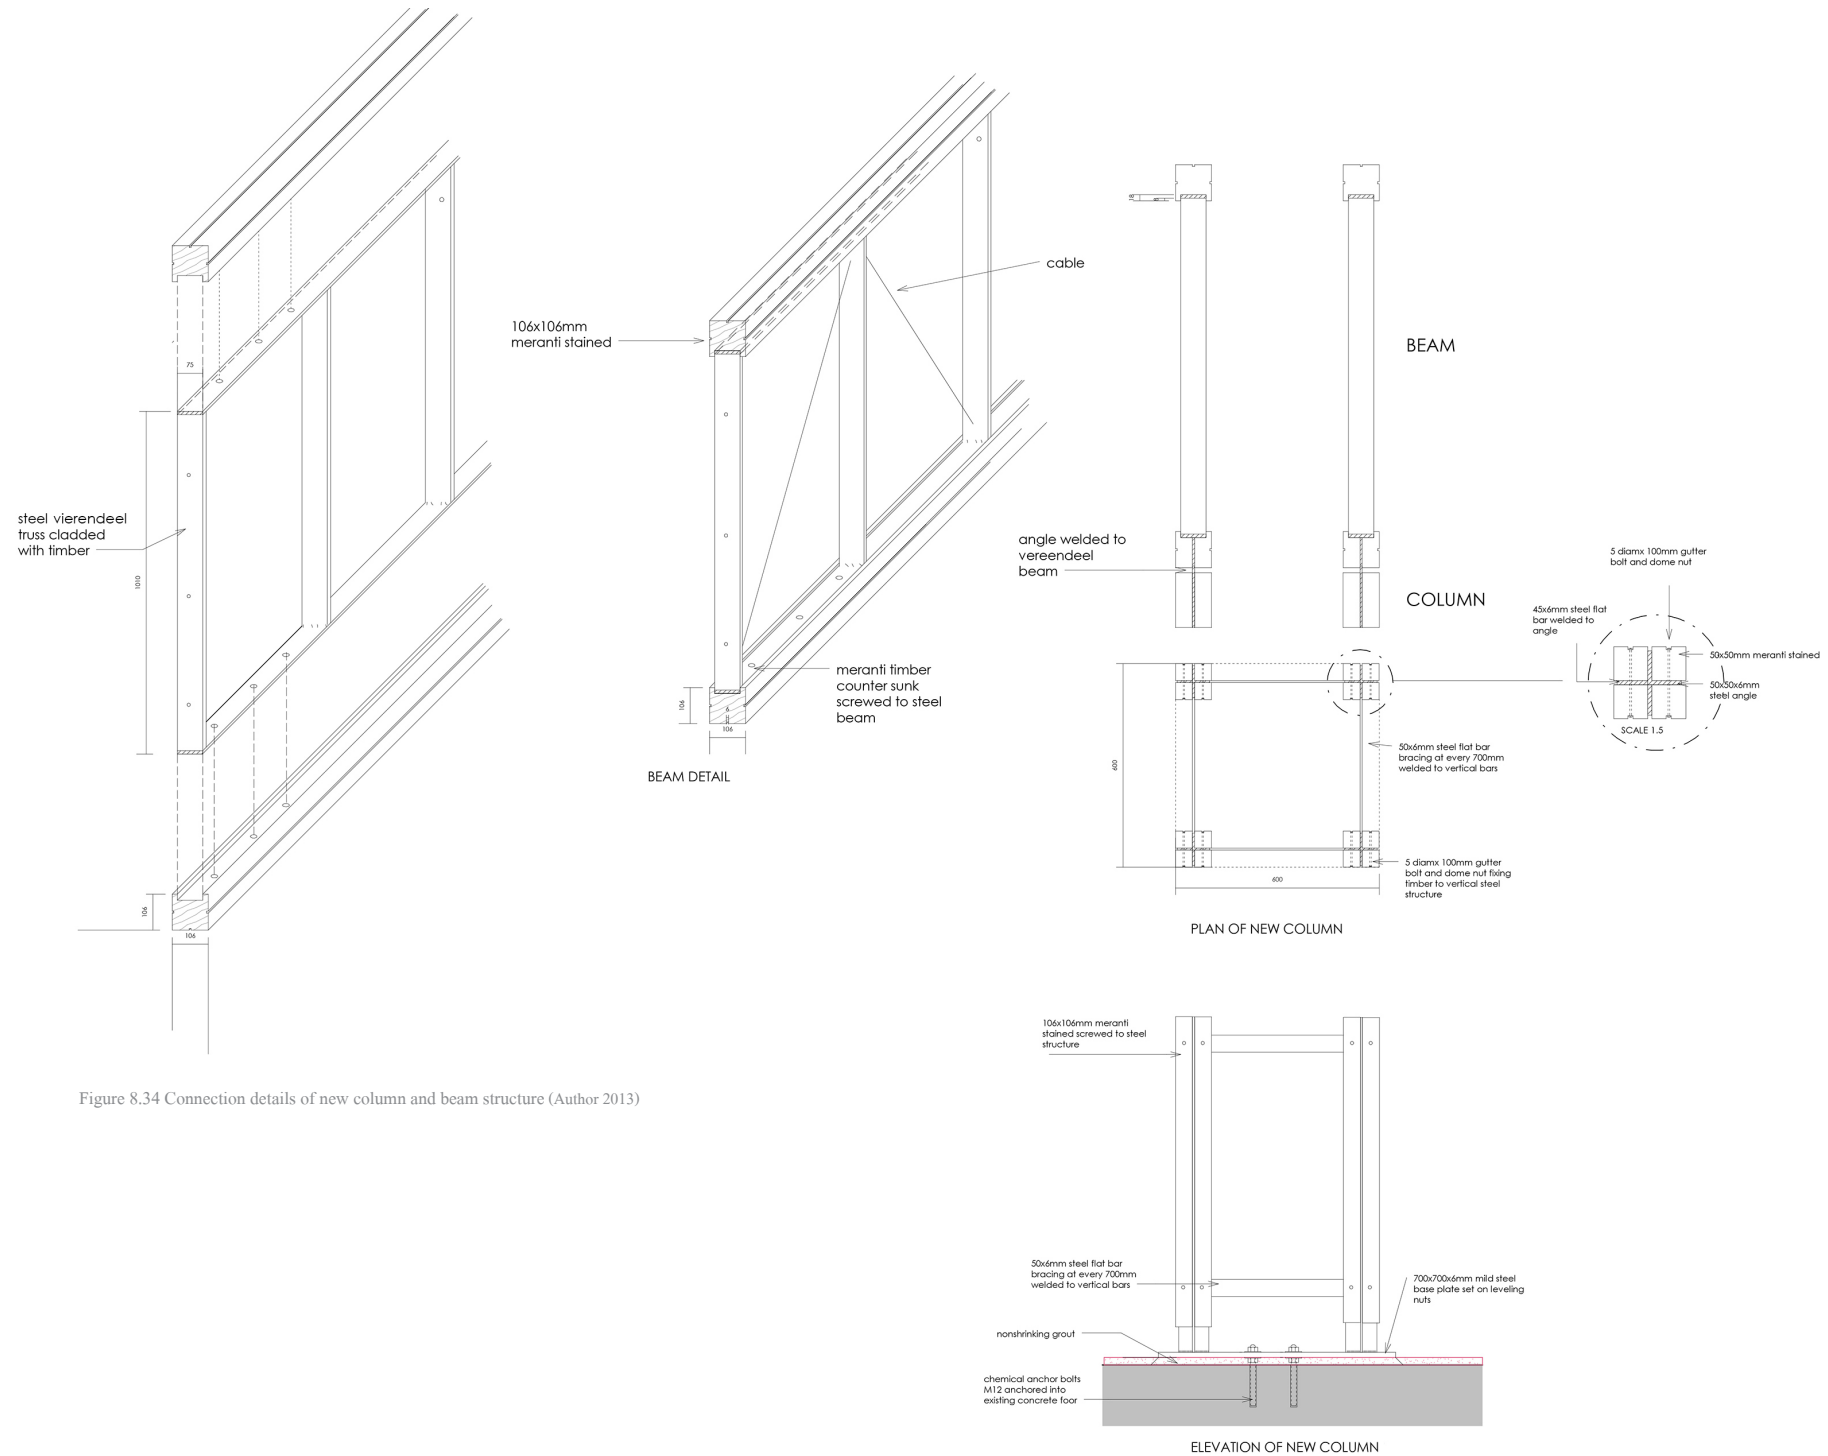 75
steel vierendeel
truss cladded
with timber
1010
106
106
106x106mm
meranti stained
cable
meranti timber
counter sunk
screwed to steel
beam
106
6
106
BEAM DETAIL
18
BEAM
angle welded to
vereendeel
beam
COLUMN
5 diamx 100mm gutter
bolt and dome nut
45x6mm steel flat
bar welded to
angle
50x50mm meranti stained
50x50x6mm
steel angle
SCALE 1.5
50x6mm steel flat bar
bracing at every 700mm
welded to vertical bars
600
5 diamx 100mm gutter
bolt and dome nut fixing
timber to vertical steel
structure
600
PLAN OF NEW COLUMN
106x106mm meranti
stained screwed to steel
structure
50x6mm steel flat bar
bracing at every 700mm
welded to vertical bars
700x700x6mm mild steel
base plate set on leveling
nuts
nonshrinking grout
chemical anchor bolts
M12 anchored into
existing concrete foor
ELEVATION OF NEW COLUMN
Figure 8.34 Connection details of new column and beam structure (Author 2013)